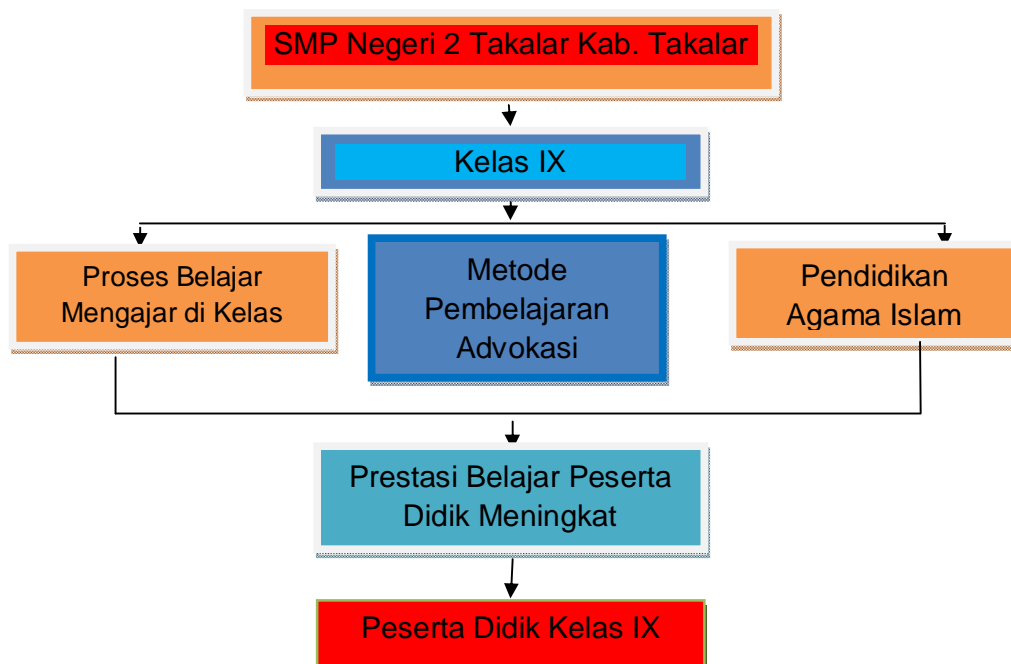 SMP Negeri 2 Takalar Kab. Takalar
Kelas IX
Proses Belajar
Mengajar di Kelas
Metode
Pembelajaran
Advokasi
Pendidikan
Agama Islam
Prestasi Belajar Peserta
Didik Meningkat
Peserta Didik Kelas IX